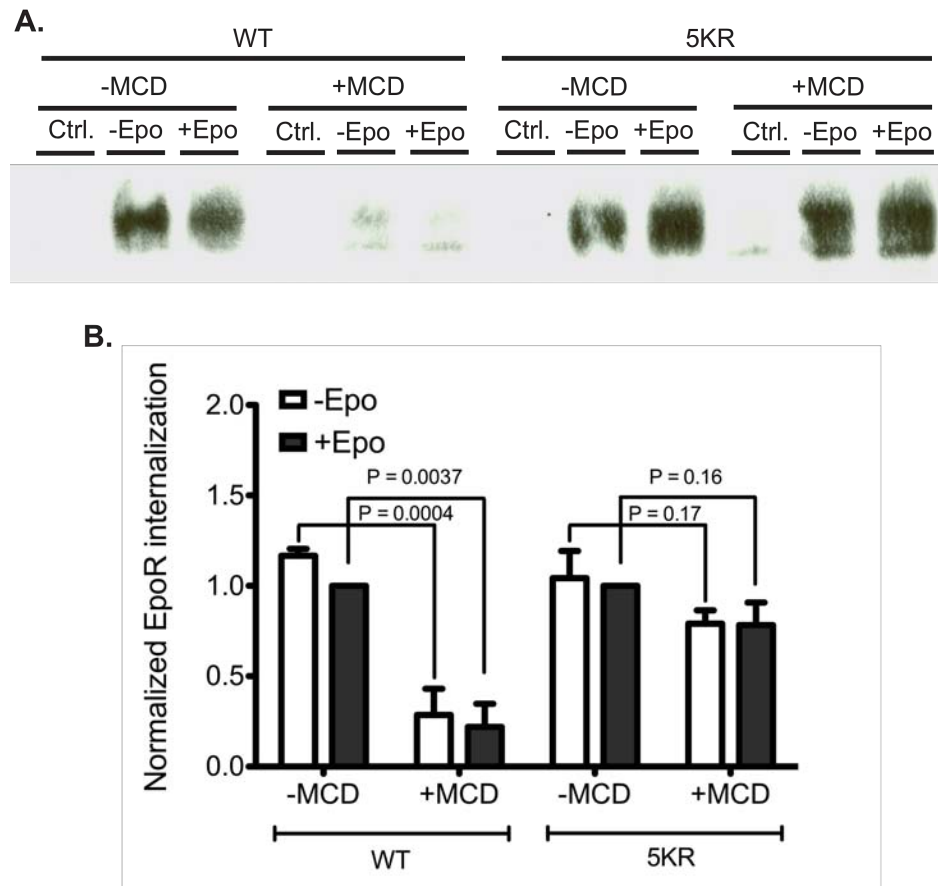 A.
WT 5KR
-MCD +MCD -MCD +MCD
Ctrl. -Epo +Epo Ctrl. -Epo +Epo Ctrl. -Epo +Epo Ctrl. -Epo +Epo
B.
Normalized EpoR internalization
2.0
1.5
1.0
0.5
0.0
-Epo
+Epo
P = 0.0037 P = 0.16
P = 0.0004 P = 0.17
-MCD +MCD -MCD +MCD
WT 5KR